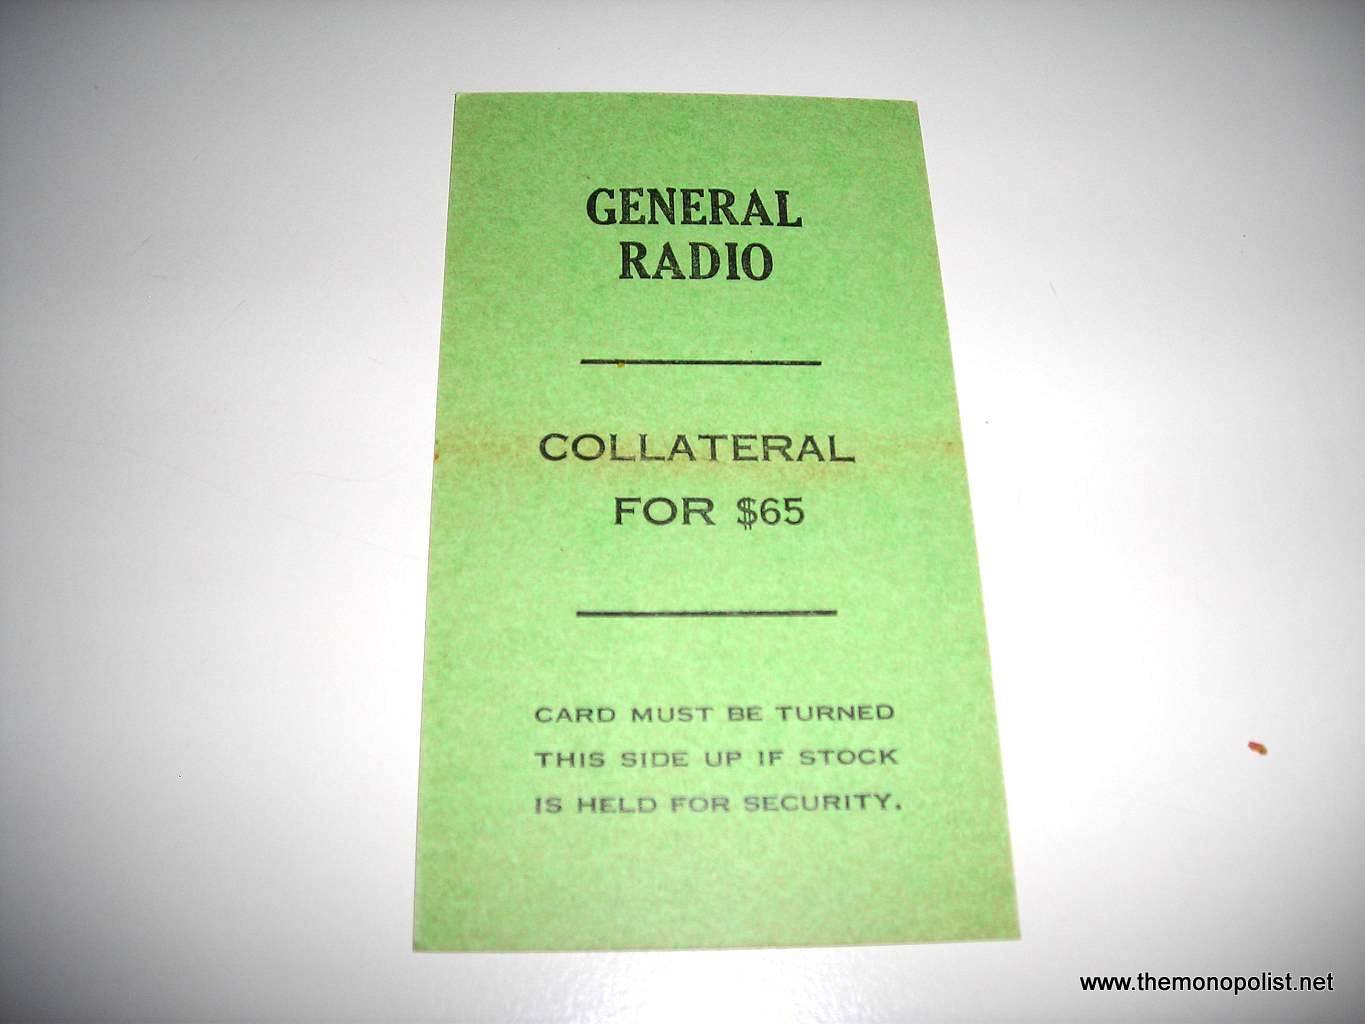 GENERAL
RADIO
COLLATERAL
FOR $65
CARD MUST BE TURNED
THIS SIDE UP IF STOCK
IS HELD FOR SECURITY.
www.themonopolist.net